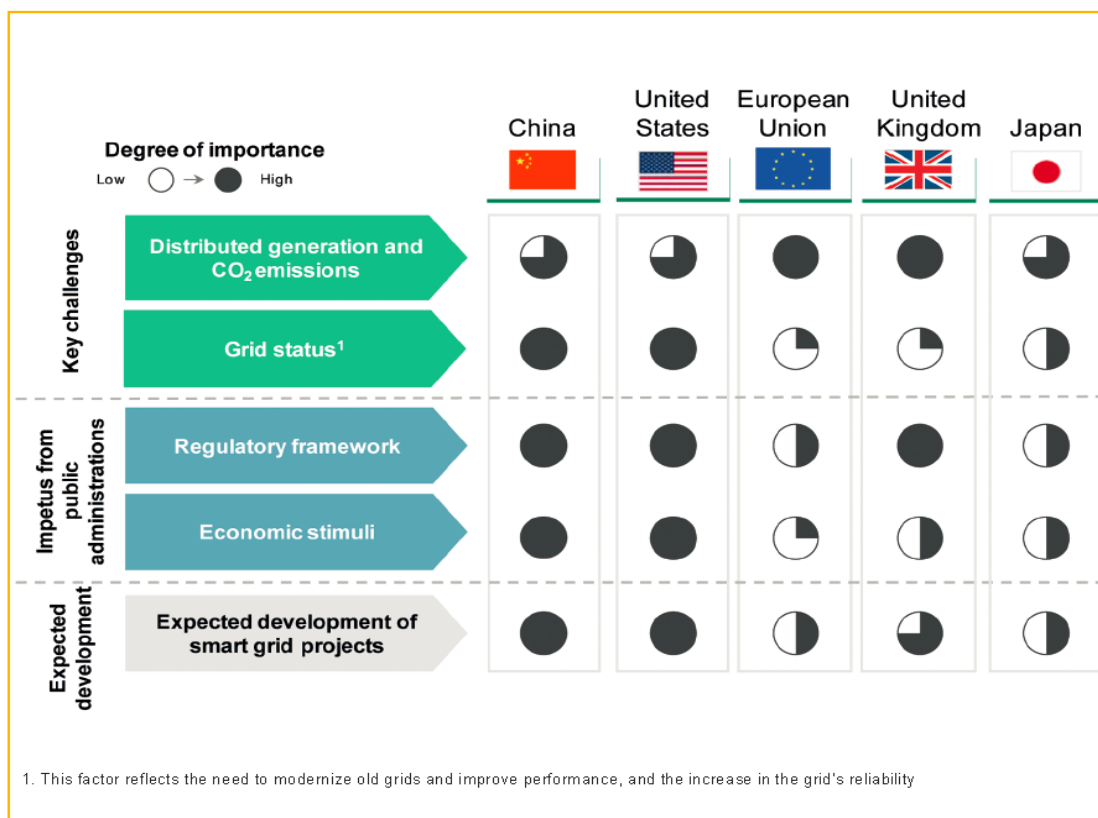 China
United
States
European
Union
United
Kingdom
Japan
Degree of importance
Low
High
Key challenges
Distributed generation and
CO₂ emissions
Grid status¹
Impetus from
public
administrations
Regulatory framework
Economic stimuli
Expected
development
Expected development of
smart grid projects
1. This factor reflects the need to modernize old grids and improve performance, and the increase in the grid's reliability